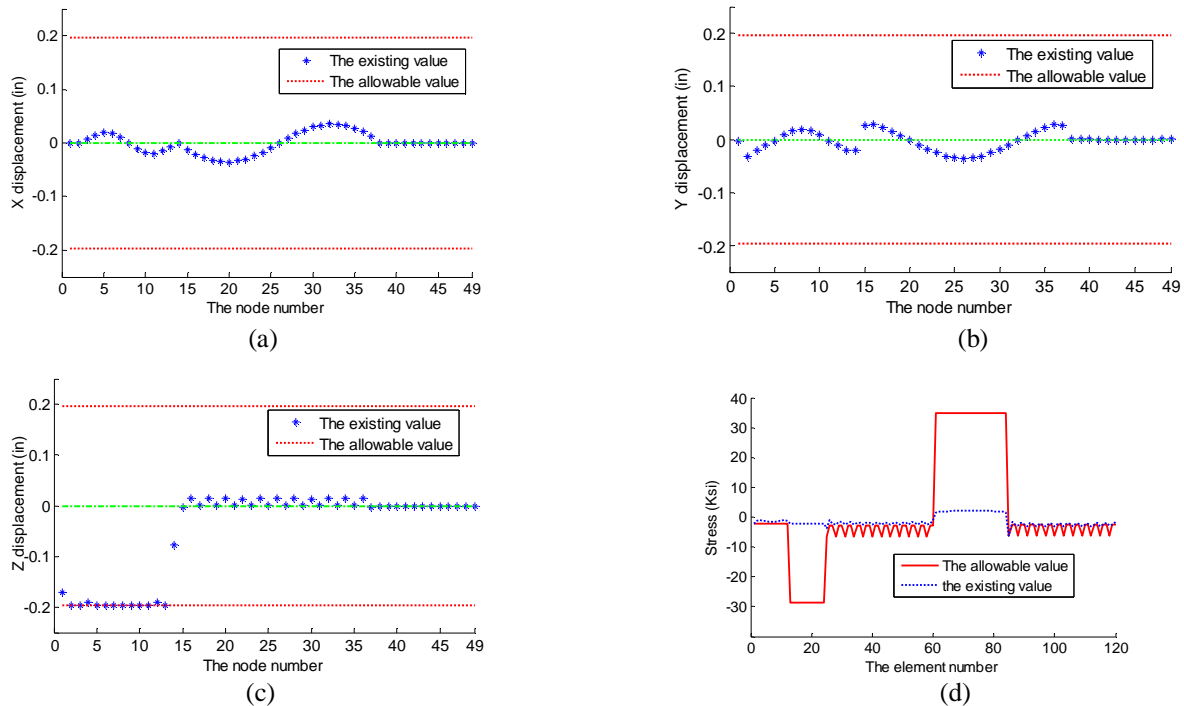 0.2
0.1
0
-0.1
-0.2
X displacement (in)
The existing value
The allowable value
0 5 10 15 20 25 30 35 40 45 49
The node number
(a)
0.2
0.1
0
-0.1
-0.2
Y displacement (in)
The existing value
The allowable value
0 5 10 15 20 25 30 35 40 45 49
The node number
(b)
0.2
0.1
0
-0.1
-0.2
Z displacement (in)
The existing value
The allowable value
0 5 10 15 20 25 30 35 40 45 49
The node number
(c)
40
30
20
10
0
-10
-20
-30
Stress (Ksi)
The allowable value
the existing value
0 20 40 60 80 100 120
The element number
(d)